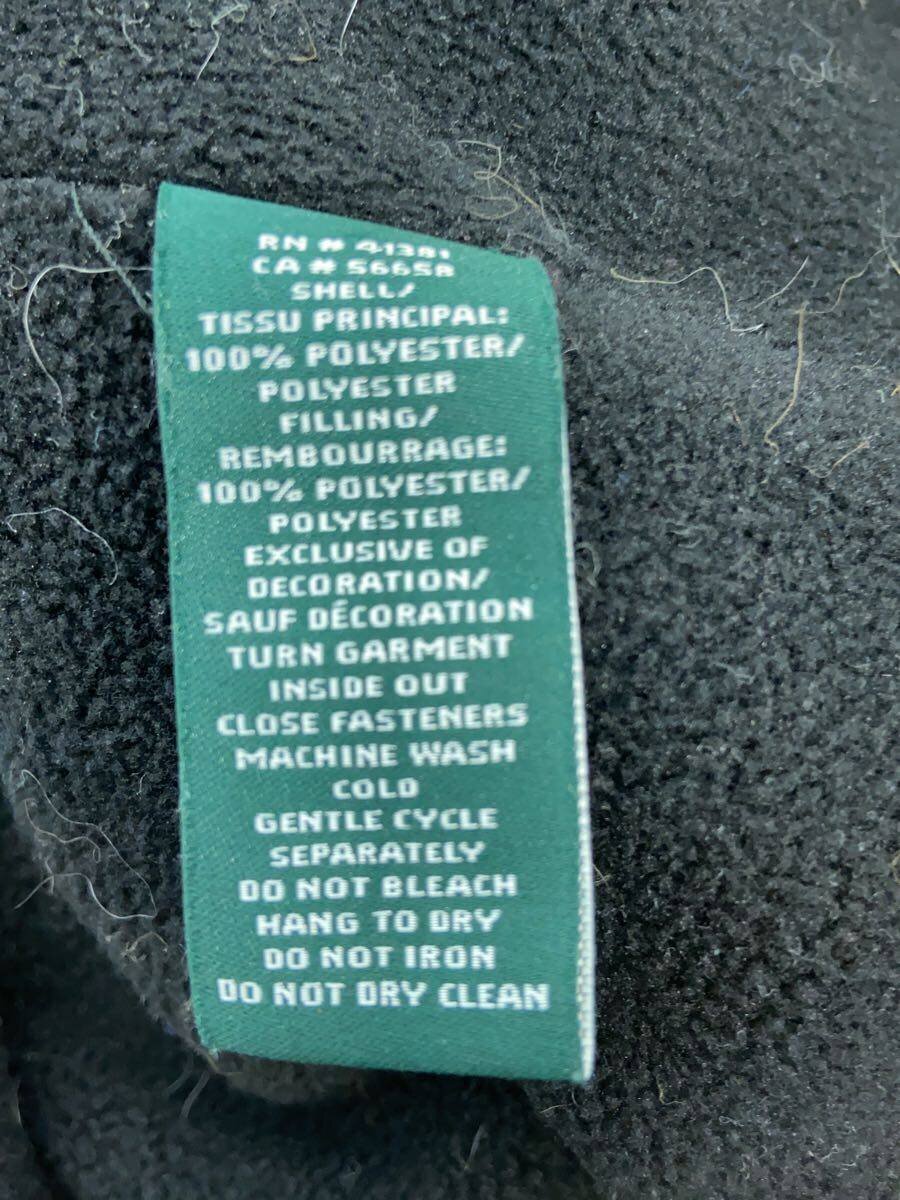 RN # 41381
CA # 56658
SHELL/
TISSU PRINCIPAL:
100% POLYESTER/
POLYESTER
FILLING/
REMBOURRAGE:
100% POLYESTER/
POLYESTER
EXCLUSIVE OF
DECORATION/
SAUF DÉCORATION
TURN GARMENT
INSIDE OUT
CLOSE FASTENERS
MACHINE WASH
COLD
GENTLE CYCLE
SEPARATELY
DO NOT BLEACH
HANG TO DRY
DO NOT IRON
DO NOT DRY CLEAN